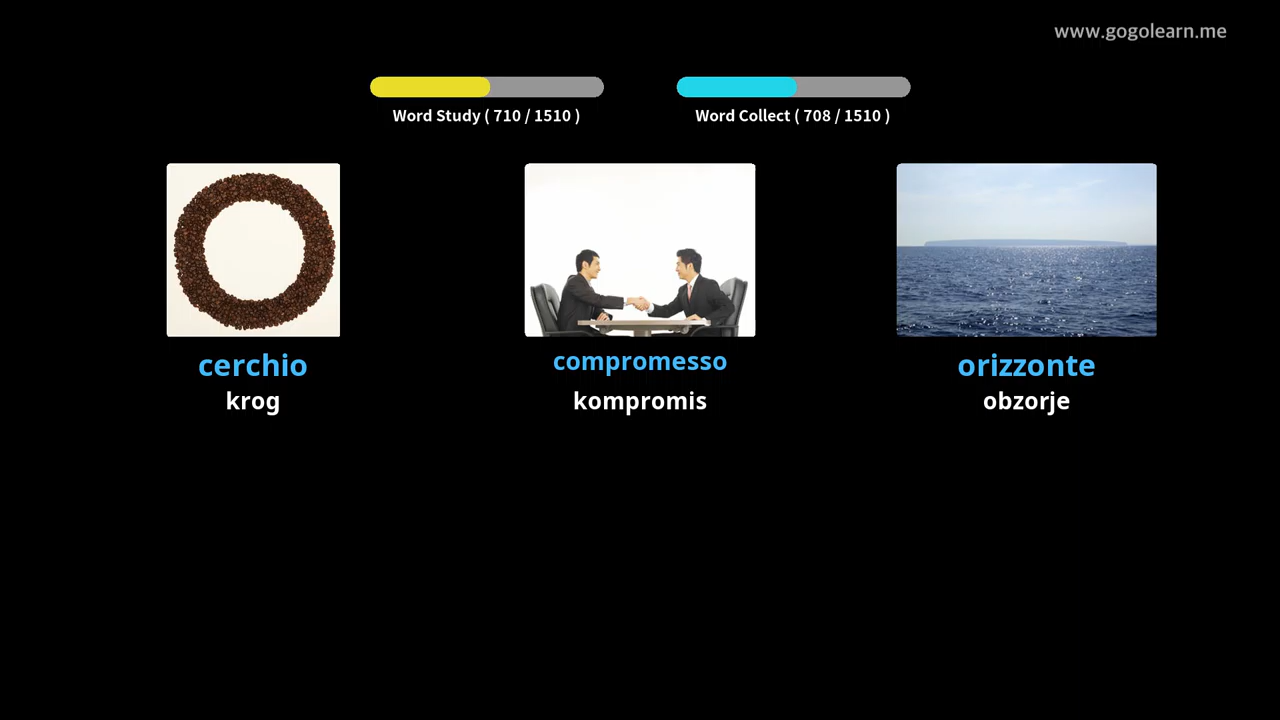 www.gogolearn.me
Word Study ( 710 / 1510 )
Word Collect ( 708 / 1510 )
cerchio
krog
compromesso
kompromis
orizzonte
obzorje